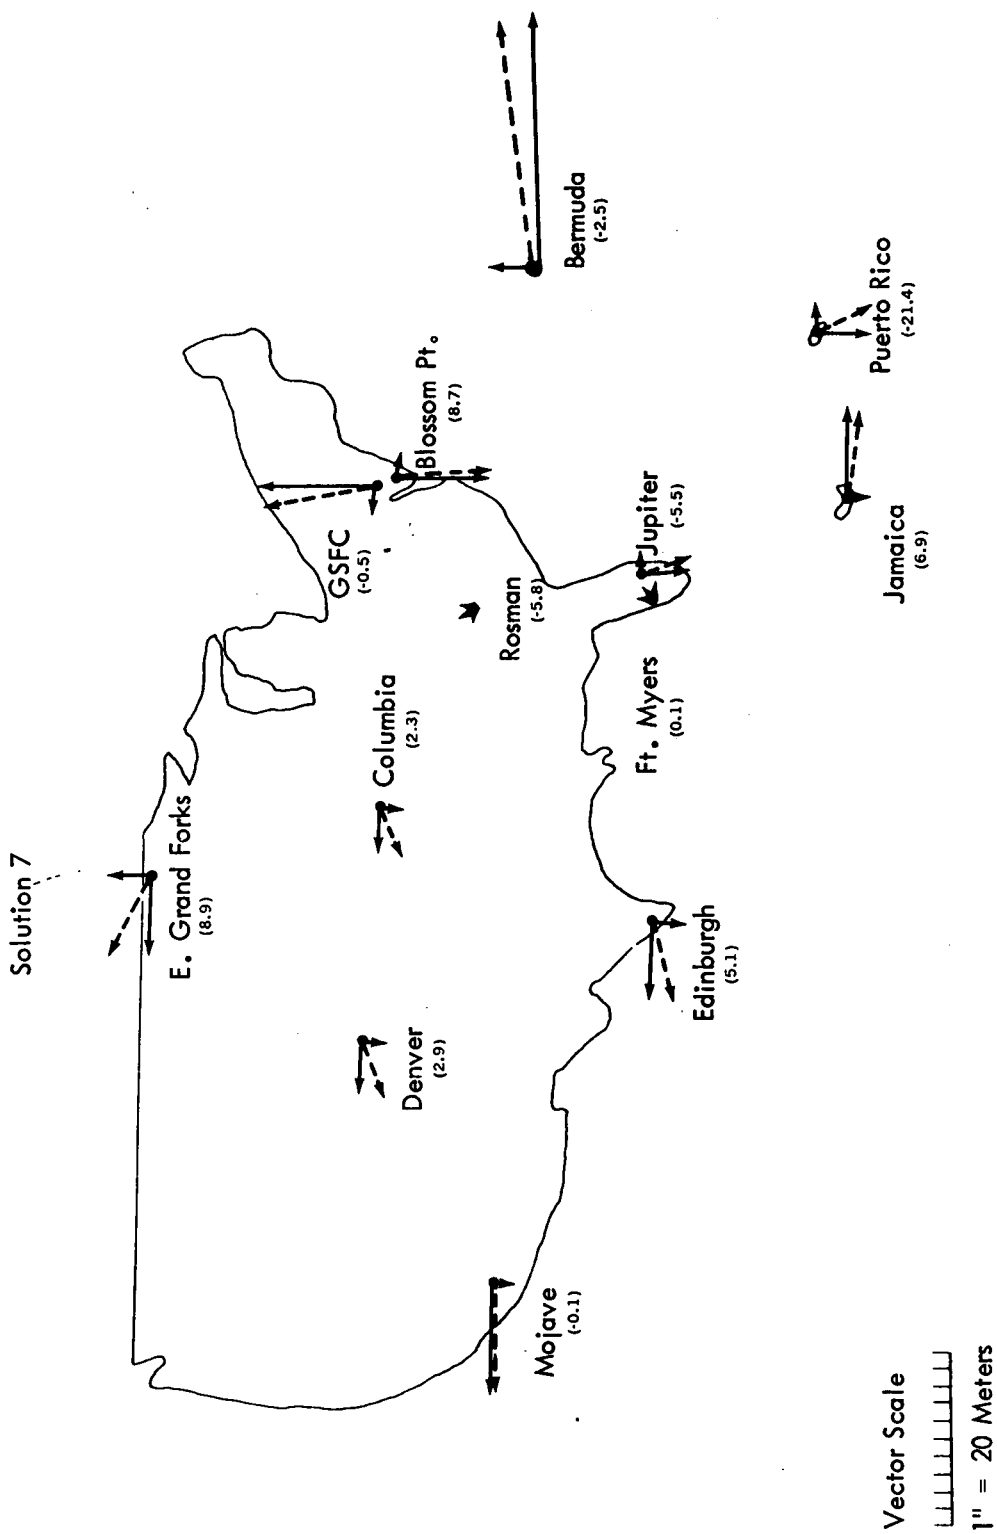 Solution 7
E. Grand Forks
(8.9)
GSFC
(-0.5)
Blossom Pt.
(8.7)
Bermuda
(-2.5)
Denver
(2.9)
Columbia
(2.3)
Rosman
(-5.8)
Mojave
(-0.1)
Edinburgh
(5.1)
Ft. Myers
(0.1)
Jupiter
(-5.5)
Jamaica
(6.9)
Puerto Rico
(-21.4)
Vector Scale
1" = 20 Meters